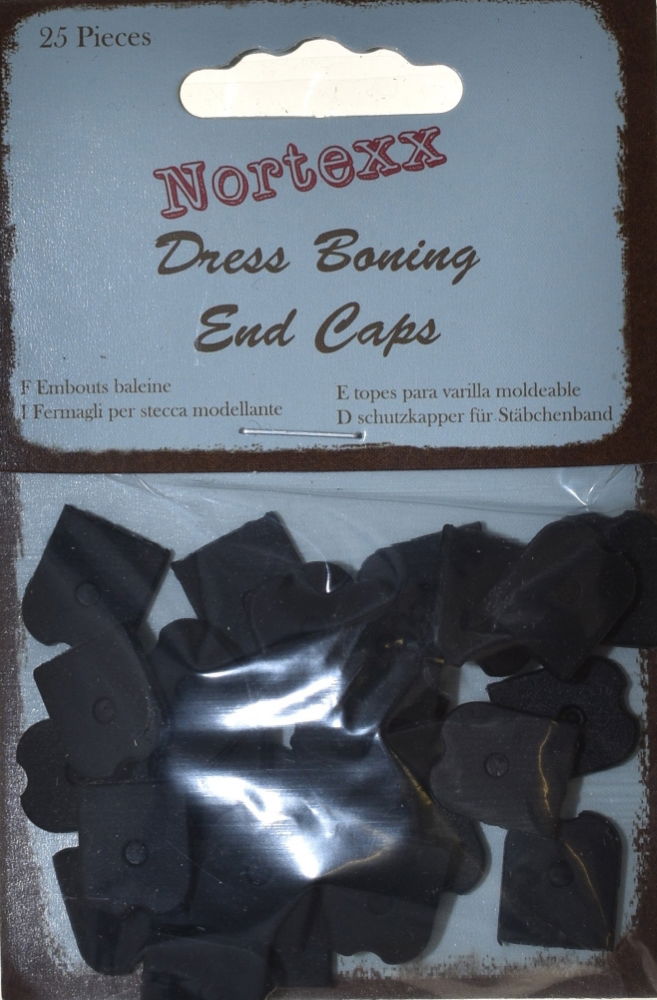 25 Pieces
Nortexx
Dress Boning
End Caps
F Embouts baleine
I Fermagli per stecca modellante
E topes para varilla moldeable
D schutzkapper für Stäbchenband